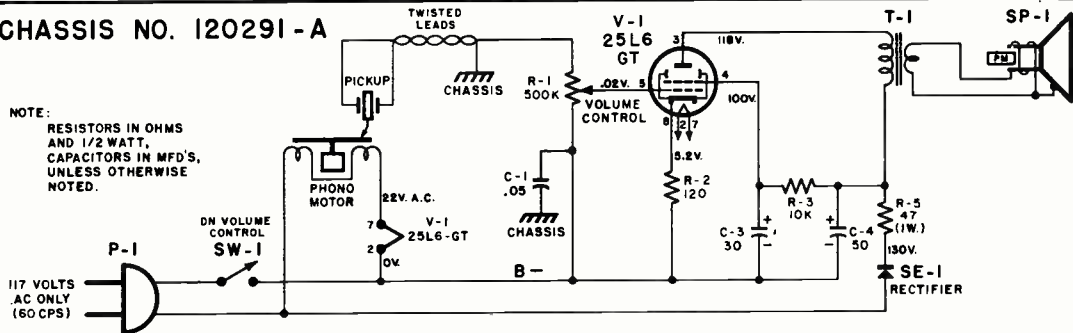 CHASSIS NO. 120291-A
TWISTED
LEADS
PICKUP
CHASSIS
R-1
500K
.02V.
VOLUME
CONTROL
V-1
25L6
GT
3
118V.
5
4
100V.
8
2
7
5.2V.
R-2
120
T-1
SP-1
PM
NOTE:
RESISTORS IN OHMS
AND 1/2 WATT,
CAPACITORS IN MFD'S,
UNLESS OTHERWISE
NOTED.
PHONO
MOTOR
22V. A.C.
7
V-1
25L6-GT
2
0V.
C-1
.05
CHASSIS
R-3
10K
C-3
30
+
-
C-4
50
+
-
R-5
47
(1W.)
130V.
SE-1
RECTIFIER
B-
ON VOLUME
CONTROL
SW-1
P-1
117 VOLTS
AC ONLY
(60 CPS)